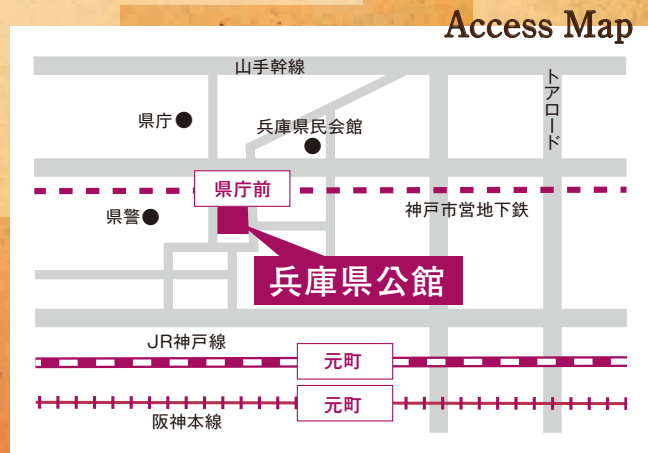 Access Map
山手幹線
トアロード
県庁
兵庫県民会館
県庁前
県警
神戸市営地下鉄
兵庫県公館
JR神戸線
元町
元町
阪神本線